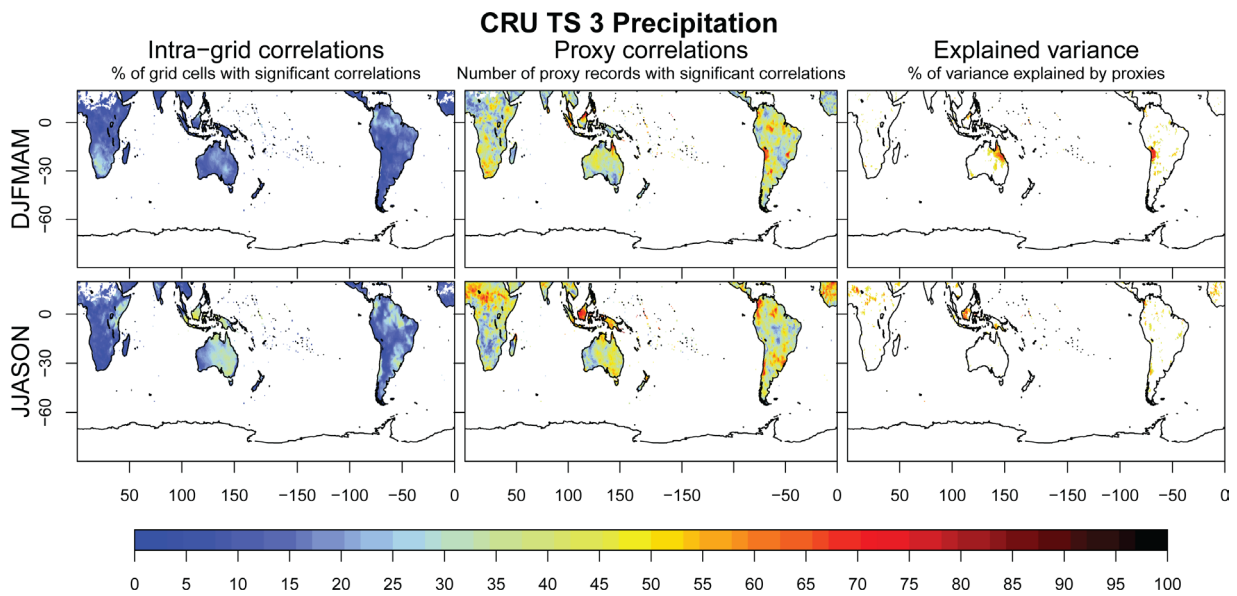 CRU TS 3 Precipitation
Intra−grid correlations
% of grid cells with significant correlations
Proxy correlations
Number of proxy records with significant correlations
Explained variance
% of variance explained by proxies
DJFMAM
0
−30
−60
JJASON
0
−30
−60
50 100 150 −150 −50 0
50 100 150 −150 −50 0
50 100 150 −150 −100 −50 0
0 5 10 15 20 25 30 35 40 45 50 55 60 65 70 75 80 85 90 95 100